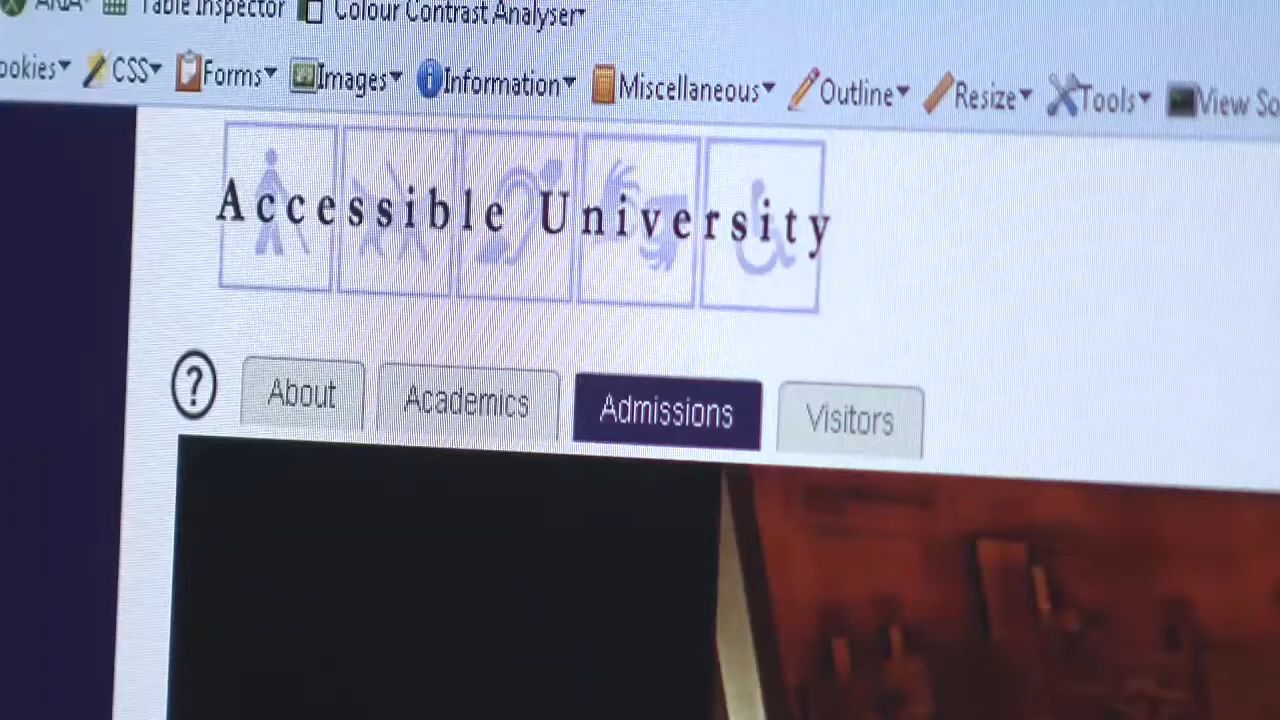 Table Inspector Colour Contrast Analyser
CSS Forms Images Information Miscellaneous Outline Resize Tools View
Accessible University
? About Academics Admissions Visitors